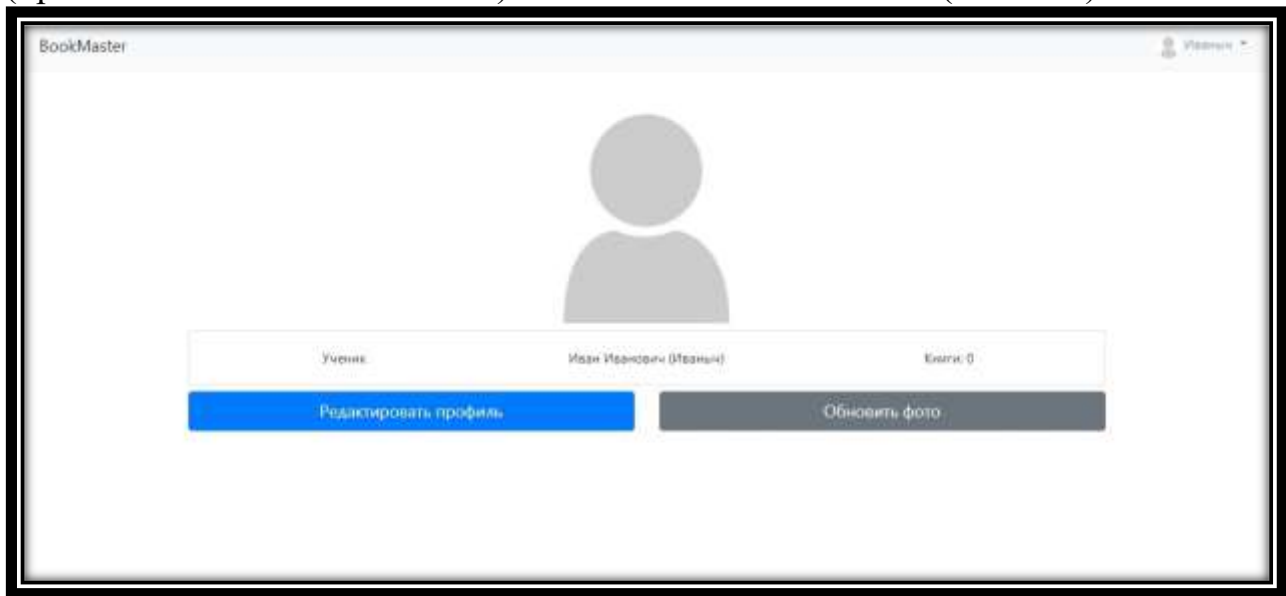 BookMaster Иваныч
Ученик Иван Иванович (Иваныч) Книги: 0
Редактировать профиль Обновить фото